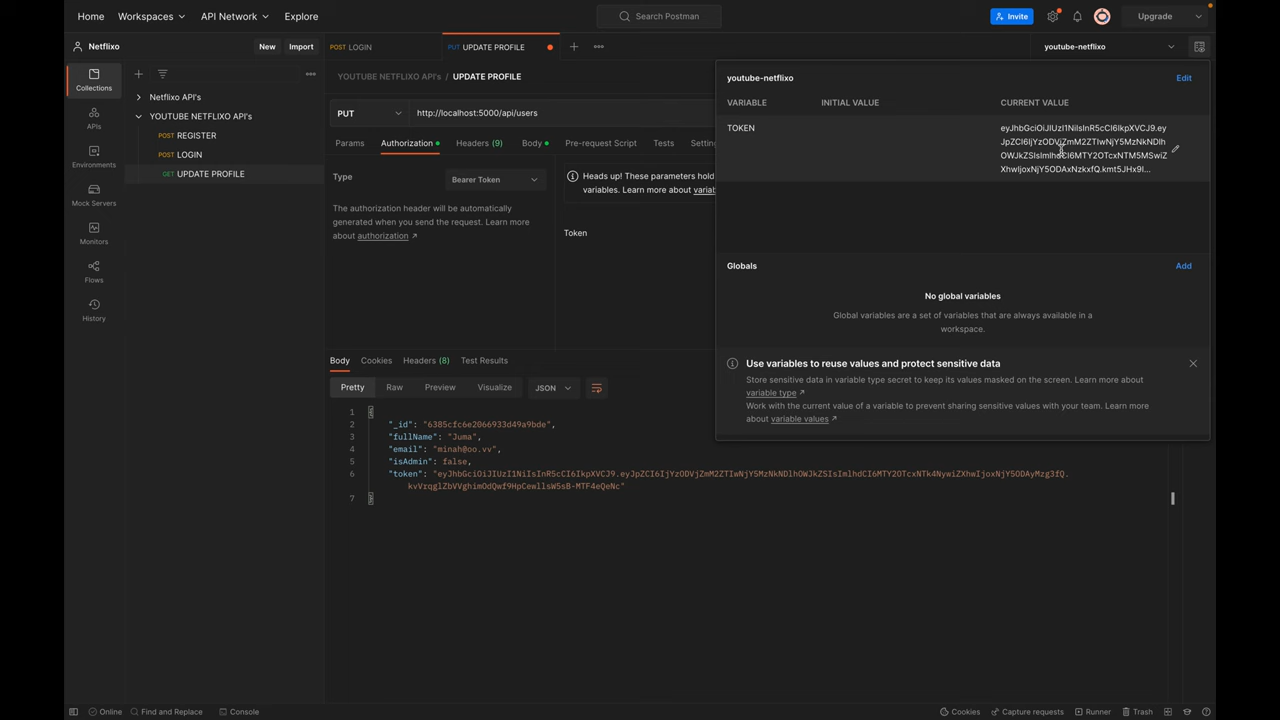 Home
Workspaces
API Network
Explore
Search Postman
Invite
Upgrade
Netflixo
New
Import
POST LOGIN
PUT UPDATE PROFILE
youtube-netflixo
Collections
APIs
Environments
Mock Servers
Monitors
Flows
History
Netflixo API's
YOUTUBE NETFLIXO API's
POST REGISTER
POST LOGIN
GET UPDATE PROFILE
YOUTUBE NETFLIXO API's / UPDATE PROFILE
PUT
http://localhost:5000/api/users
Params
Authorization
Headers (9)
Body
Pre-request Script
Tests
Settin
Type
Bearer Token
The authorization header will be automatically
generated when you send the request. Learn more
about authorization
Heads up! These parameters hold
variables. Learn more about varia
Token
youtube-netflixo
Edit
VARIABLE
INITIAL VALUE
CURRENT VALUE
TOKEN
Globals
Add
No global variables
Global variables are a set of variables that are always available in a
workspace.
Use variables to reuse values and protect sensitive data
Store sensitive data in variable type secret to keep its values masked on the screen. Learn more about
variable type
Work with the current value of a variable to prevent sharing sensitive values with your team. Learn more
about variable values
Body
Cookies
Headers (8)
Test Results
Pretty
Raw
Preview
Visualize
JSON
1 {
2 "_id": "6385cfc6e2066933d49a9bde",
3 "fullName": "Juma",
4 "email": "minah@oo.vv",
5 "isAdmin": false,
6 "token":
7 }
Online
Find and Replace
Console
Cookies
Capture requests
Runner
Trash